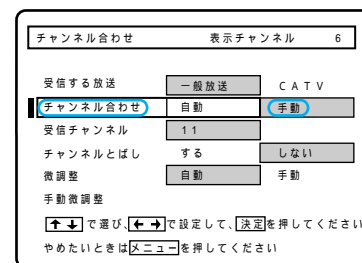 チャンネル合わせ 表示チャンネル 6
受信する放送 一般放送 CATV
チャンネル合わせ 自動 手動
受信チャンネル 11
チャンネルとばし する しない
微調整 自動 手動
手動微調整
↑↓で選び、←→で設定して、決定を押してください
やめたいときはメニューを押してください